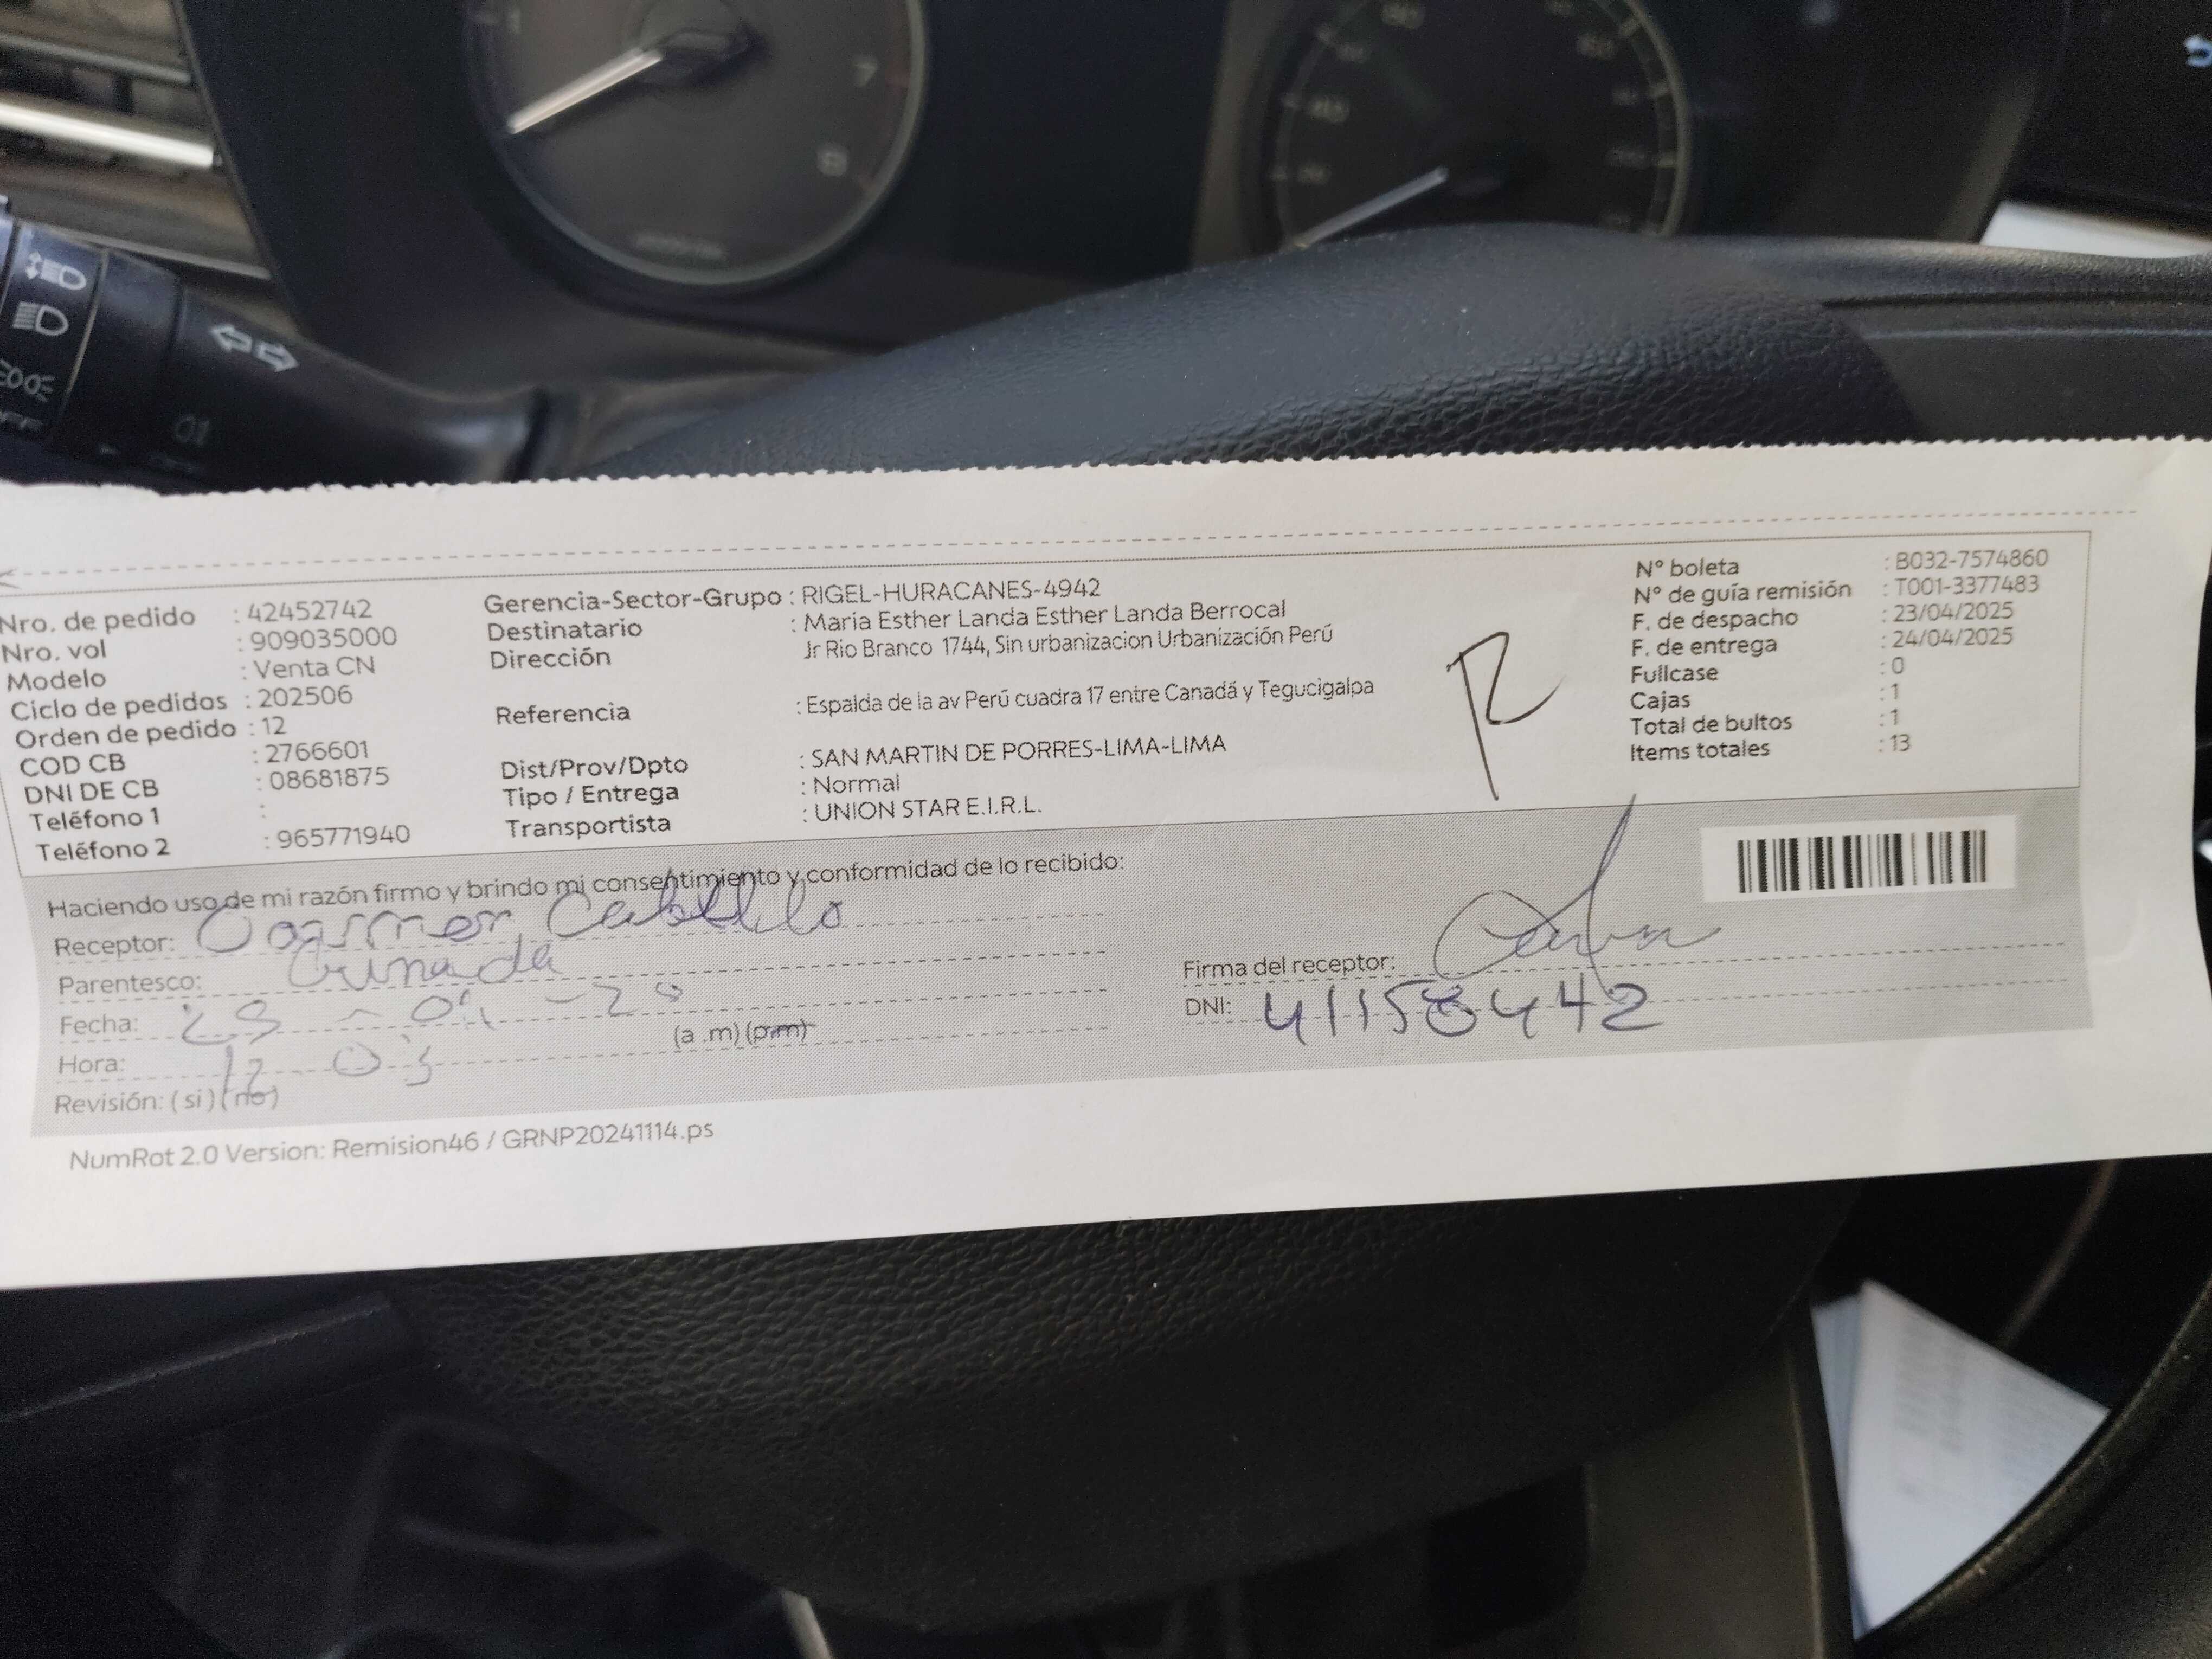 Nro. de pedido : 42452742
Nro. vol : 909035000
Modelo : Venta CN
Ciclo de pedidos : 202506
Orden de pedido : 12
COD CB : 2766601
DNI DE CB : 08681875
Teléfono 1 :
Teléfono 2 : 965771940
Gerencia-Sector-Grupo : RIGEL-HURACANES-4942
Destinatario : Maria Esther Landa Esther Landa Berrocal
Dirección Jr Rio Branco 1744, Sin urbanizacion Urbanización Perú
Referencia : Espalda de la av Perú cuadra 17 entre Canadá y Tegucigalpa
Dist/Prov/Dpto : SAN MARTIN DE PORRES-LIMA-LIMA
Tipo / Entrega : Normal
Transportista : UNION STAR E.I.R.L.
R
N° boleta : B032-7574860
N° de guía remisión : T001-3377483
F. de despacho : 23/04/2025
F. de entrega : 24/04/2025
Fullcase : 0
Cajas : 1
Total de bultos : 1
Items totales : 13
Haciendo uso de mi razón firmo y brindo mi consentimiento y conformidad de lo recibido:
Receptor: Carmen Cabello
Parentesco: Cuñada
Fecha:
Hora: 12 03 (a .m) (p.m)
Revisión: ( si ) ( no )
Firma del receptor:
DNI: 41158442
NumRot 2.0 Version: Remision46 / GRNP20241114.ps
7
8